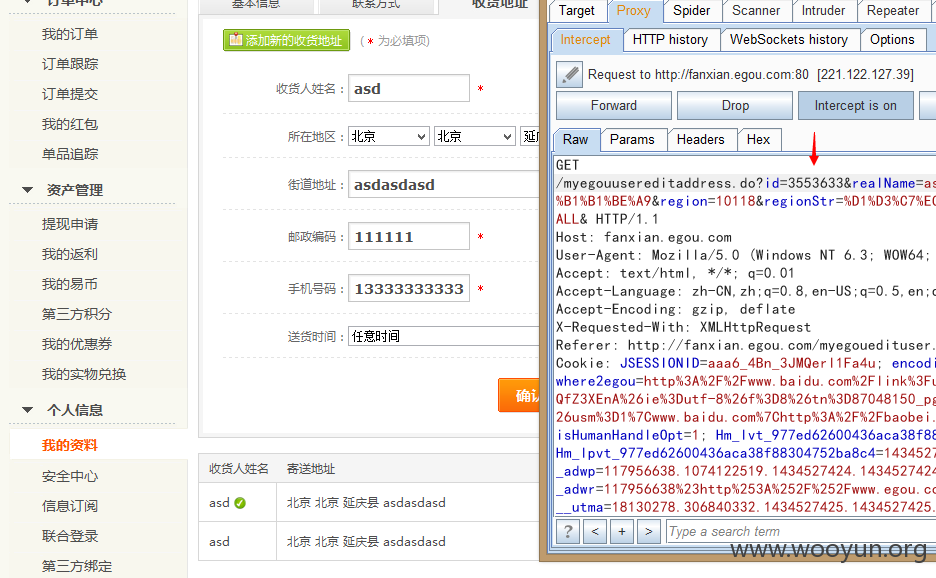 订单中心
我的订单
订单跟踪
订单提交
我的红包
单品追踪
资产管理
提现申请
我的返利
我的易币
第三方积分
我的优惠券
我的实物兑换
个人信息
我的资料
安全中心
信息订阅
联合登录
第三方绑定
基本信息 联系方式 收货地址
添加新的收货地址 ( * 为必填项)
收货人姓名: asd *
所在地区: 北京 北京 延
街道地址: asdasdasd
邮政编码: 111111 *
手机号码: 13333333333 *
送货时间: 任意时间
确认
收货人姓名 寄送地址
asd 北京 北京 延庆县 asdasdasd
asd 北京 北京 延庆县 asdasdasd
Target Proxy Spider Scanner Intruder Repeater
Intercept HTTP history WebSockets history Options
Request to http://fanxian.egou.com:80 [221.122.127.39]
Forward Drop Intercept is on
Raw Params Headers Hex
GET
/myegouusereditaddress.do?id=3553633&realName=as
%B1%B1%BE%A9&region=10118&regionStr=%D1%D3%C7%EC
ALL& HTTP/1.1
Host: fanxian.egou.com
User-Agent: Mozilla/5.0 (Windows NT 6.3; WOW64;
Accept: text/html, */*; q=0.01
Accept-Language: zh-CN,zh;q=0.8,en-US;q=0.5,en;q
Accept-Encoding: gzip, deflate
X-Requested-With: XMLHttpRequest
Referer: http://fanxian.egou.com/myegouedituser.
Cookie: JSESSIONID=aaa6_4Bn_3JMQerl1Fa4u; encodi
where2egou=http%3A%2F%2Fwww.baidu.com%2Flink%3Fu
QfZ3XEnA%26ie%3Dutf-8%26f%3D8%26tn%3D87048150_pg
26usm%3D1%7Cwww.baidu.com%7Chttp%3A%2F%2Fbaobei.
isHumanHandleOpt=1; Hm_lvt_977ed62600436aca38f88
Hm_lpvt_977ed62600436aca38f88304752ba8c4=1434527
_adwp=117956638.1074122519.1434527424.1434527424
_adwr=117956638%23http%253A%252F%252Fwww.egou.co
__utma=18130278.306840332.1434527425.1434527425.
? < + > Type a search term
www.wooyun.org